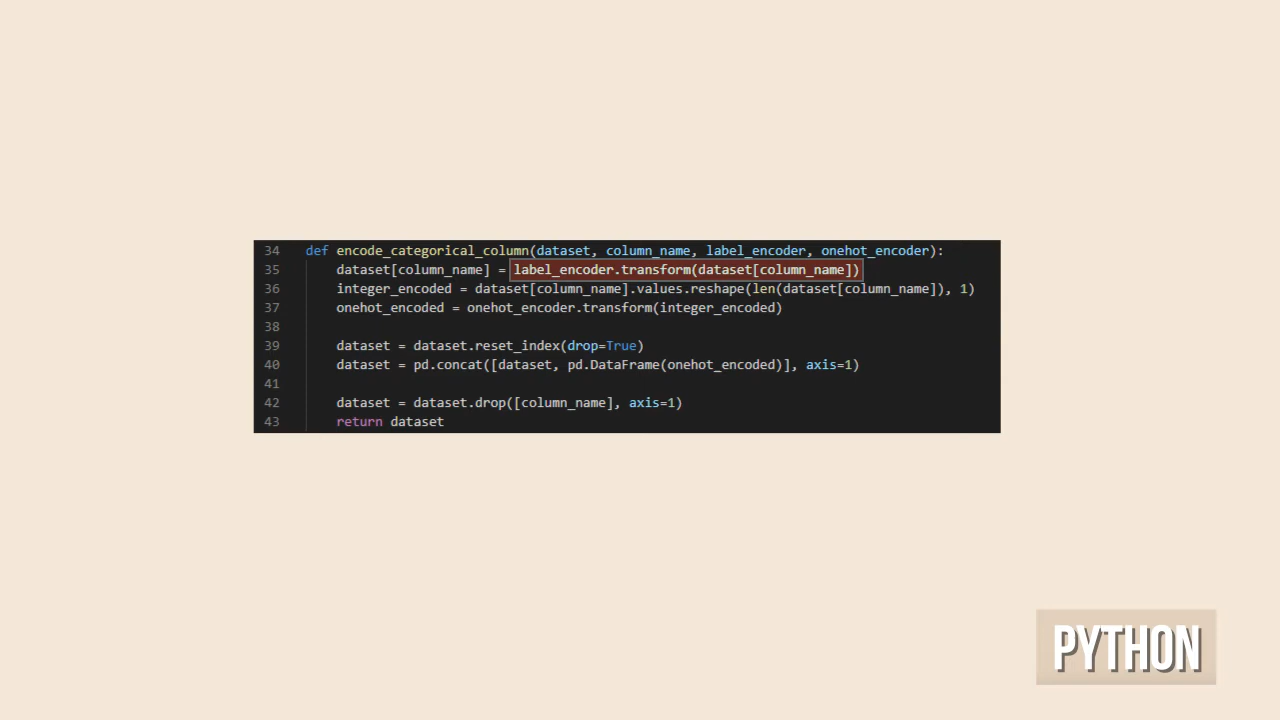 34 def encode_categorical_column(dataset, column_name, label_encoder, onehot_encoder):
35 dataset[column_name] = label_encoder.transform(dataset[column_name])
36 integer_encoded = dataset[column_name].values.reshape(len(dataset[column_name]), 1)
37 onehot_encoded = onehot_encoder.transform(integer_encoded)
38
39 dataset = dataset.reset_index(drop=True)
40 dataset = pd.concat([dataset, pd.DataFrame(onehot_encoded)], axis=1)
41
42 dataset = dataset.drop([column_name], axis=1)
43 return dataset
PYTHON